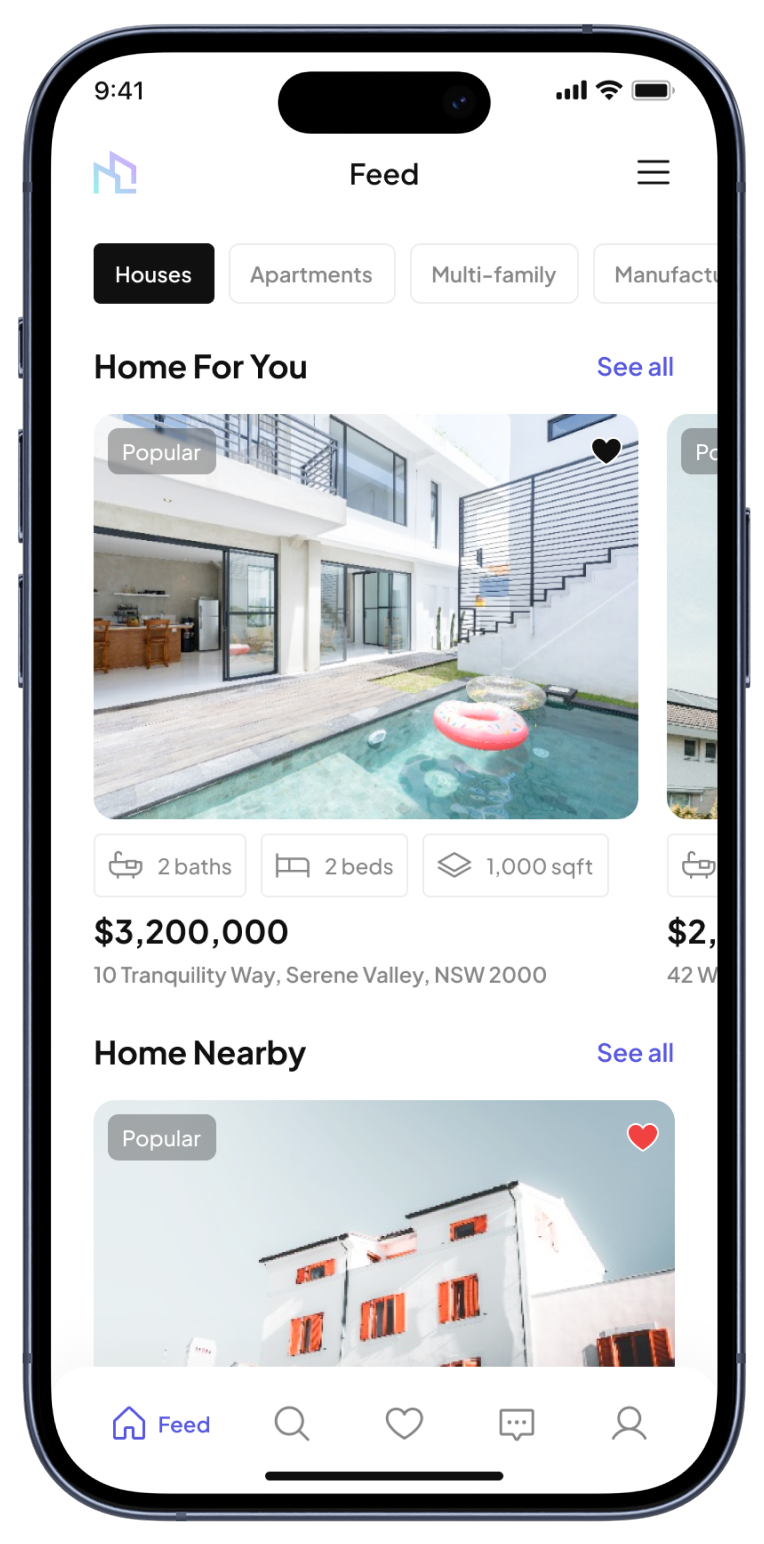 9:41
Feed
Houses Apartments Multi-family Manufactu
Home For You See all
Popular Po
2 baths 2 beds 1,000 sqft
$3,200,000 $2,
10 Tranquility Way, Serene Valley, NSW 2000 42 W
Home Nearby See all
Popular
Feed